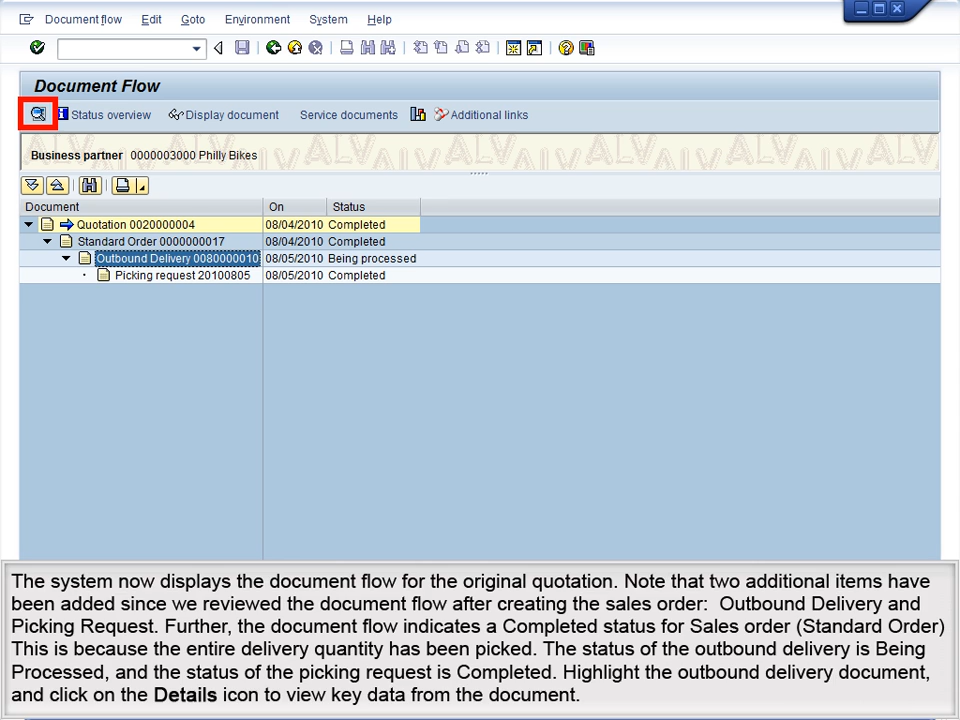 Document flow Edit Goto Environment System Help
Document Flow
Status overview Display document Service documents Additional links
Business partner 0000003000 Philly Bikes
Document On Status
Quotation 0020000004 08/04/2010 Completed
Standard Order 0000000017 08/04/2010 Completed
Outbound Delivery 0080000010 08/05/2010 Being processed
Picking request 20100805 08/05/2010 Completed
The system now displays the document flow for the original quotation. Note that two additional items have
been added since we reviewed the document flow after creating the sales order:  Outbound Delivery and
Picking Request. Further, the document flow indicates a Completed status for Sales order (Standard Order)
This is because the entire delivery quantity has been picked. The status of the outbound delivery is Being
Processed, and the status of the picking request is Completed. Highlight the outbound delivery document,
and click on the Details icon to view key data from the document.